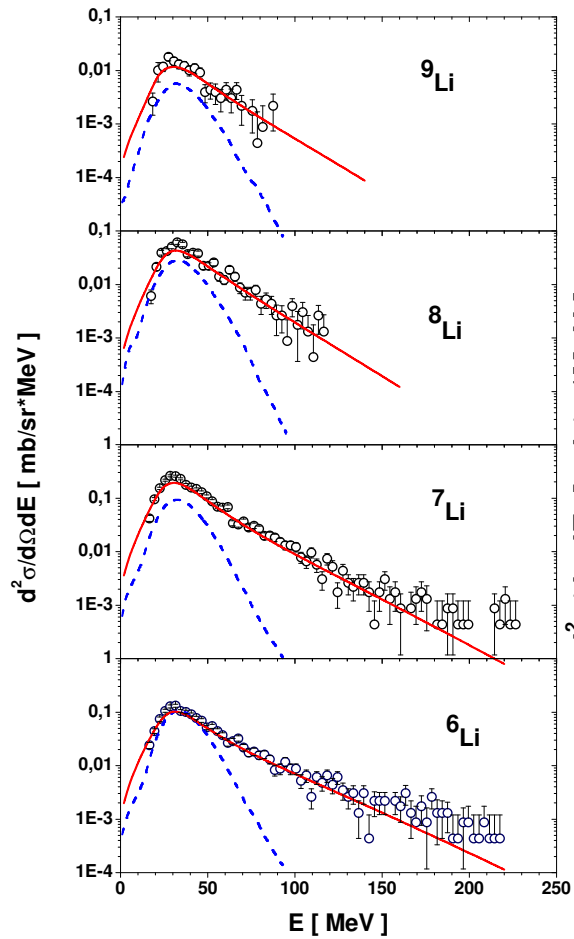 0,1
0,01
1E-3
1E-4
⁹Li
0,1
0,01
1E-3
1E-4
⁸Li
1
0,1
0,01
1E-3
⁷Li
1
0,1
0,01
1E-3
1E-4
⁶Li
d²σ/dΩdE [ mb/sr*MeV ]
0 50 100 150 200 250
E [ MeV ]